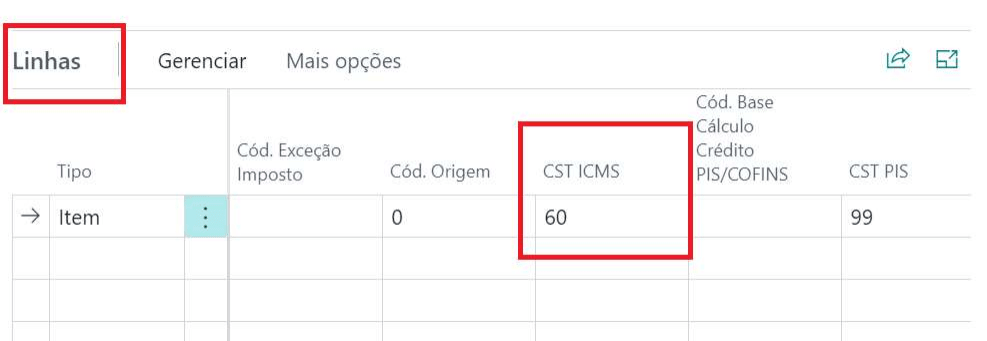 Linhas
Gerenciar
Mais opções
Tipo
Cód. Exceção
Imposto
Cód. Origem
CST ICMS
Cód. Base
Cálculo
Crédito
PIS/COFINS
CST PIS
Item
0
60
99